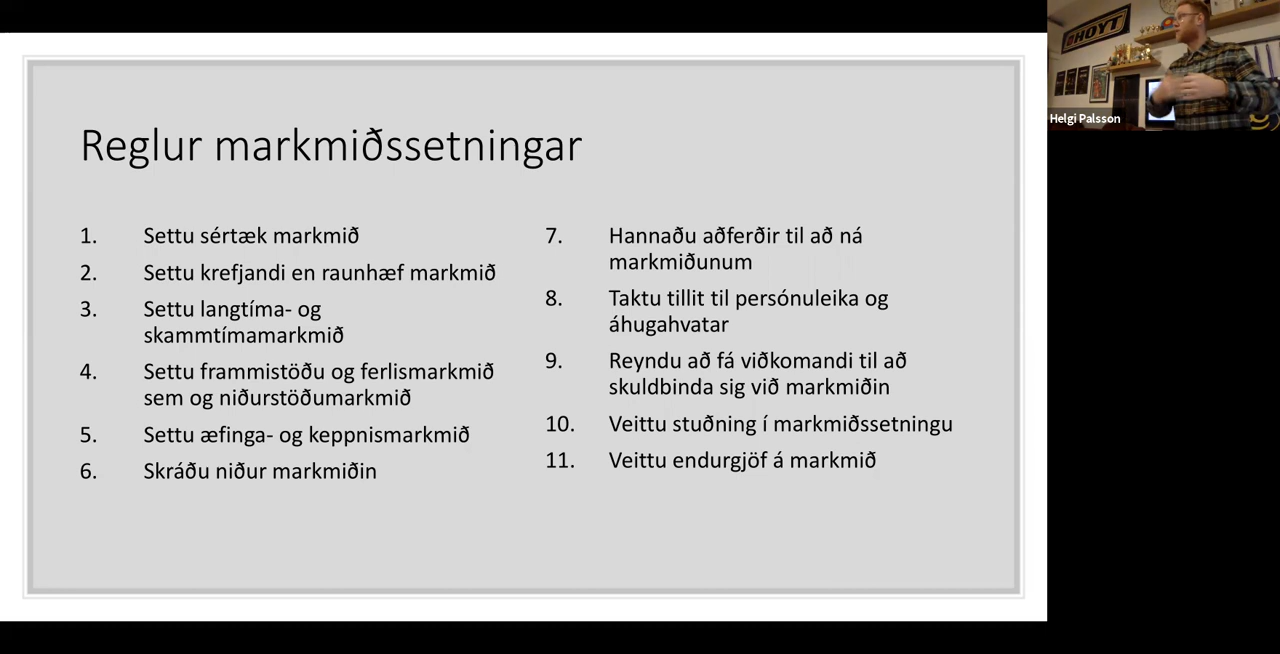 Reglur markmiðssetningar
1. Settu sértæk markmið
2. Settu krefjandi en raunhæf markmið
3. Settu langtíma- og
skammtímamarkmið
4. Settu frammistöðu og ferlismarkmið
sem og niðurstöðumarkmið
5. Settu æfinga- og keppnismarkmið
6. Skráðu niður markmiðin
7. Hannaðu aðferðir til að ná
markmiðunum
8. Taktu tillit til persónuleika og
áhugahvatar
9. Reyndu að fá viðkomandi til að
skuldbinda sig við markmiðin
10. Veittu stuðning í markmiðssetningu
11. Veittu endurgjöf á markmið
HOYT
Helgi Palsson